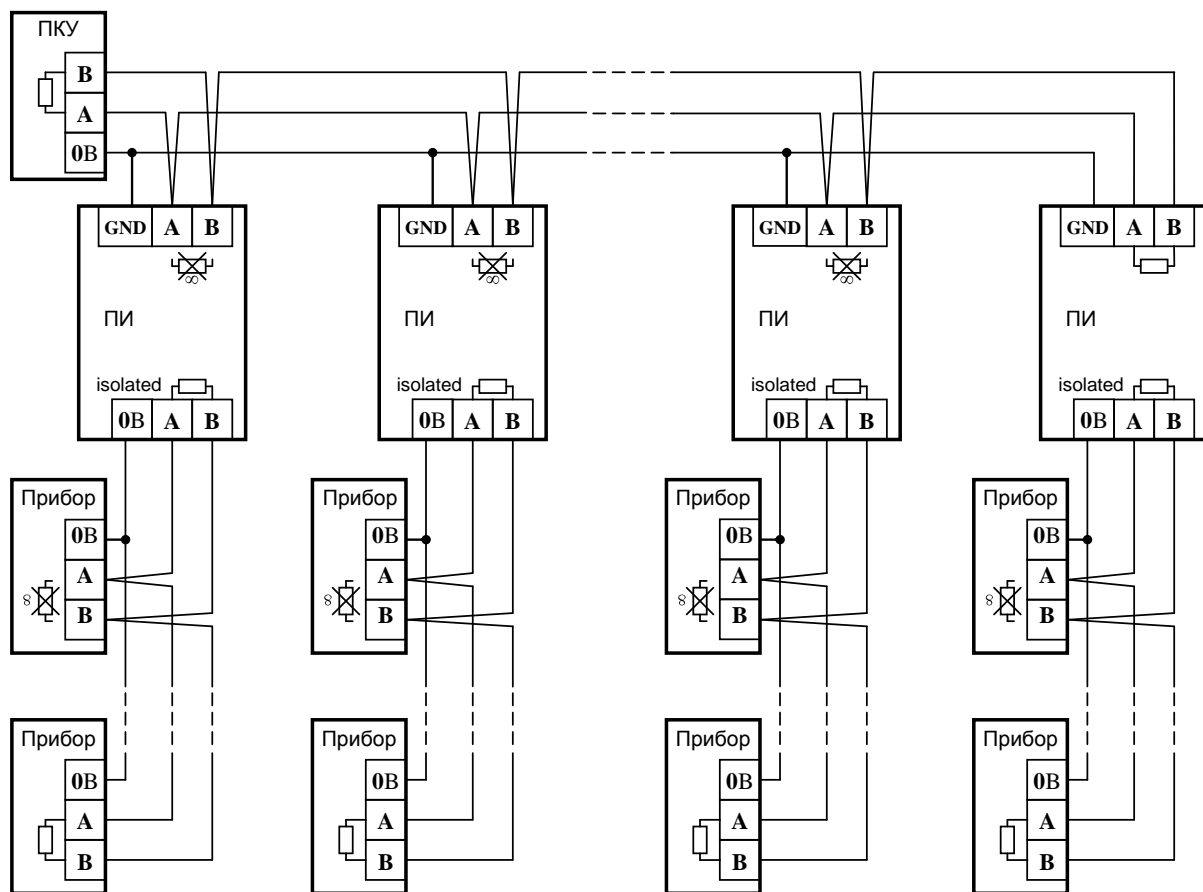 ПКУ
B
A
0В
GND A B
GND A B
GND A B
GND A B
∞
∞
∞
ПИ
ПИ
ПИ
ПИ
isolated
isolated
isolated
isolated
0В A B
0В A B
0В A B
0В A B
Прибор
Прибор
Прибор
Прибор
0В
0В
0В
0В
A
A
A
A
∞
∞
∞
∞
B
B
B
B
Прибор
Прибор
Прибор
Прибор
0В
0В
0В
0В
A
A
A
A
B
B
B
B